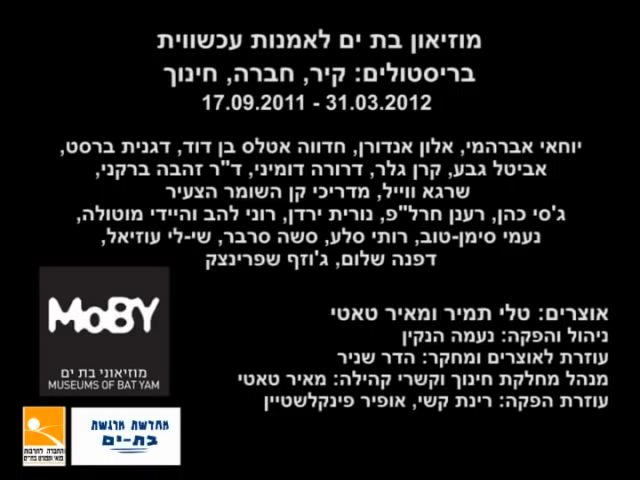 מוזיאון בת ים לאמנות עכשווית
בריסטולים: קיר, חברה, חינוך
17.09.2011 - 31.03.2012
יוחאי אברהמי, אלון אנדורן, חדווה אטלס בן דוד, דגנית ברסט,
אביטל גבע, קרן גלר, דרורה דומיני, ד"ר זהבה ברקני,
שרגא ווייל, מדריכי קן השומר הצעיר
ג'סי כהן, רענן חרל"פ, נורית ירדן, רוני להב והיידי מוטולה,
נעמי סימן-טוב, רותי סלע, סשה סרבר, שי-לי עוזיאל,
דפנה שלום, ג'וזף שפרינצק
אוצרים: טלי תמיר ומאיר טאטי
ניהול והפקה: נעמה הנקין
עוזרת לאוצרים ומחקר: הדר שניר
מנהל מחלקת חינוך וקשרי קהילה: מאיר טאטי
עוזרת הפקה: רינת קשי, אופיר פינקלשטיין
MoBY
מוזיאוני בת ים
MUSEUMS OF BAT YAM
החברה לתרבות
מתחדשת מרגשת
בת-ים